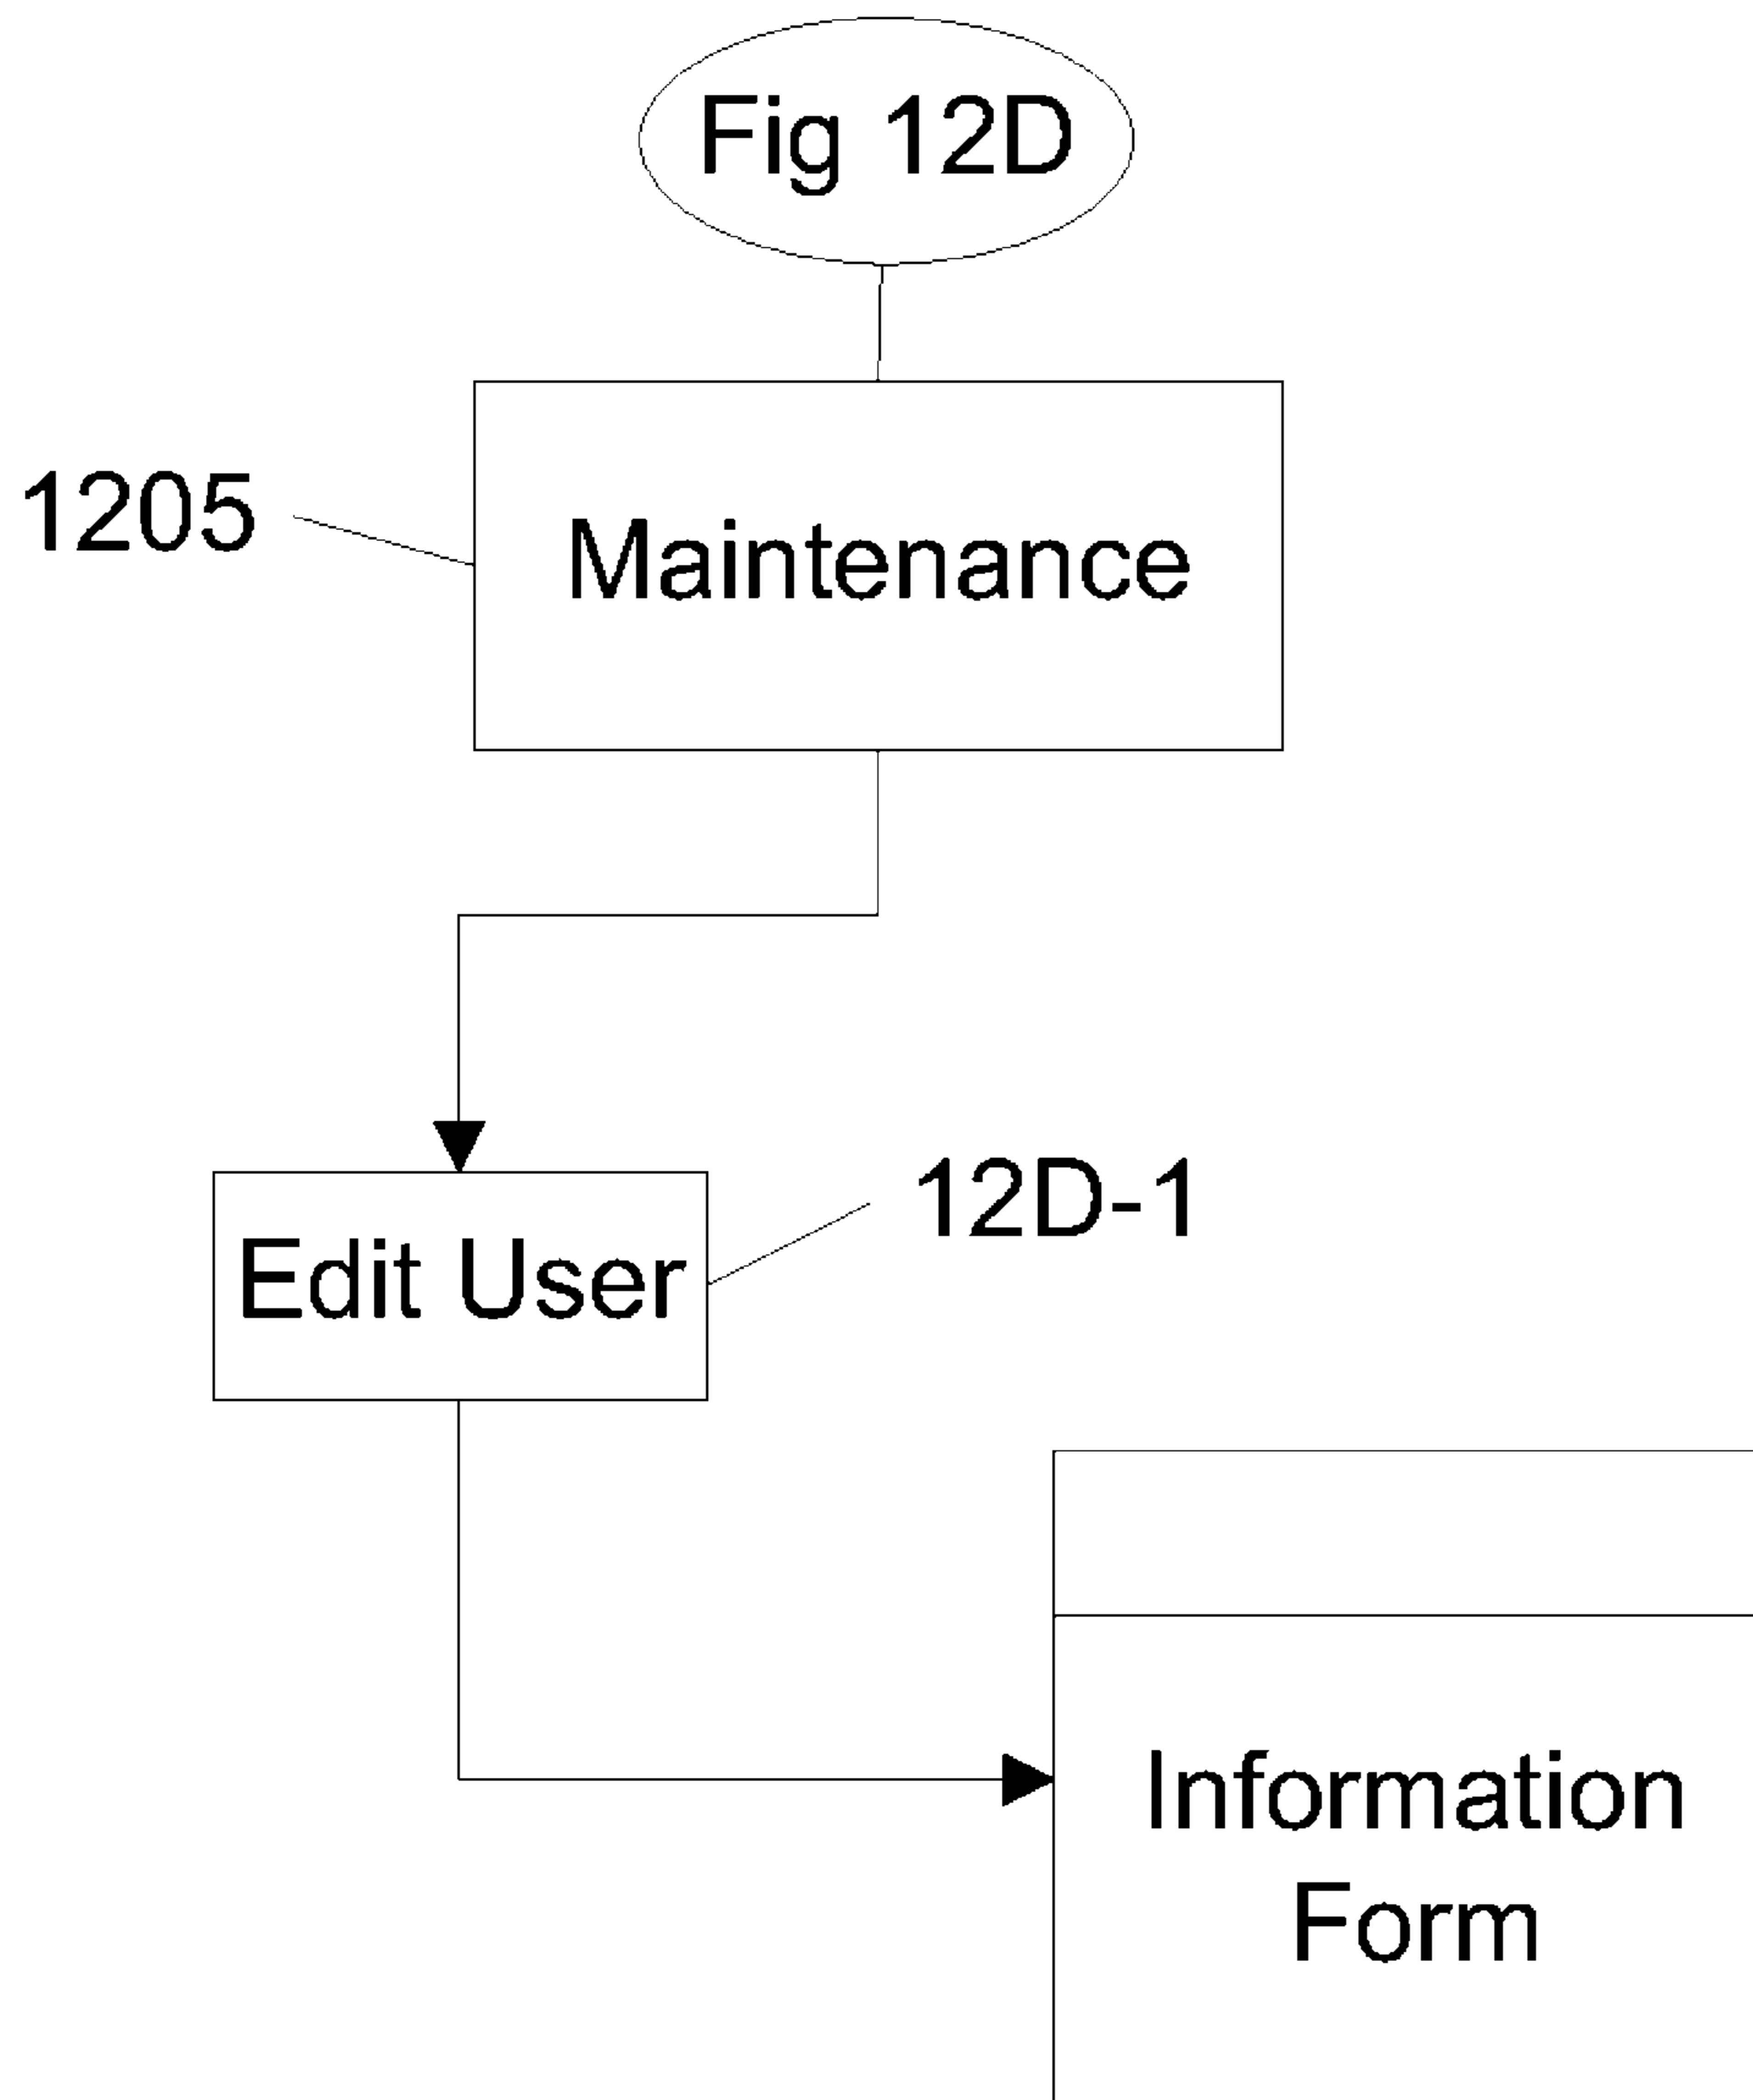 Fig 12D
1205
Maintenance
12D-1
Edit User
Information
Form